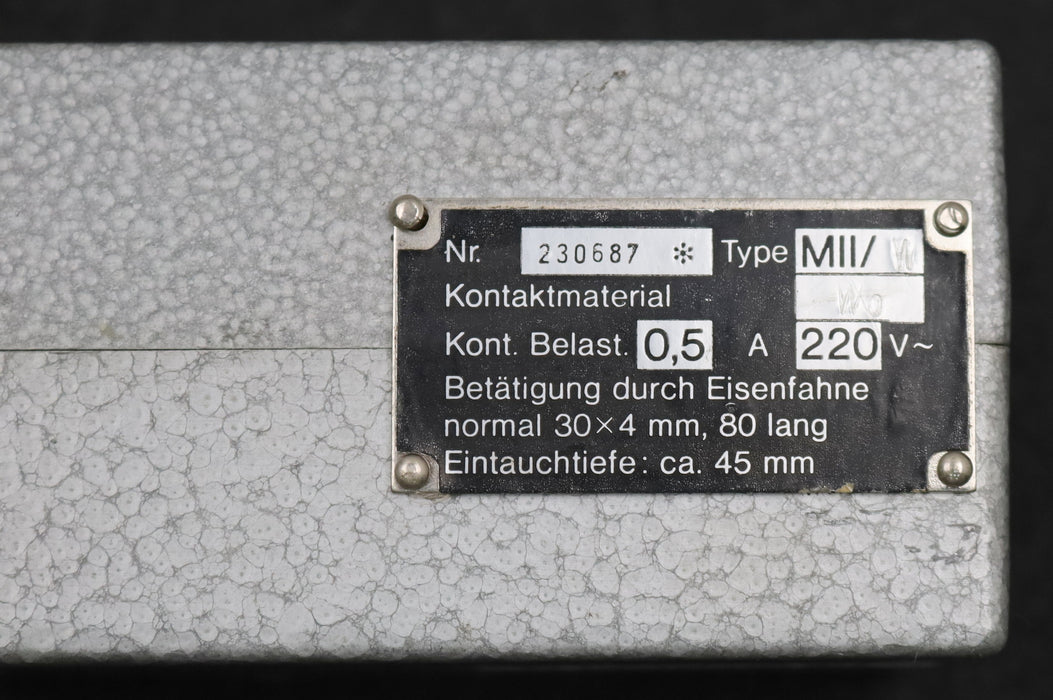 Nr. 230687 * Type MII/
Kontaktmaterial
Kont. Belast. 0,5 A 220 V~
Betätigung durch Eisenfahne
normal 30×4 mm, 80 lang
Eintauchtiefe: ca. 45 mm